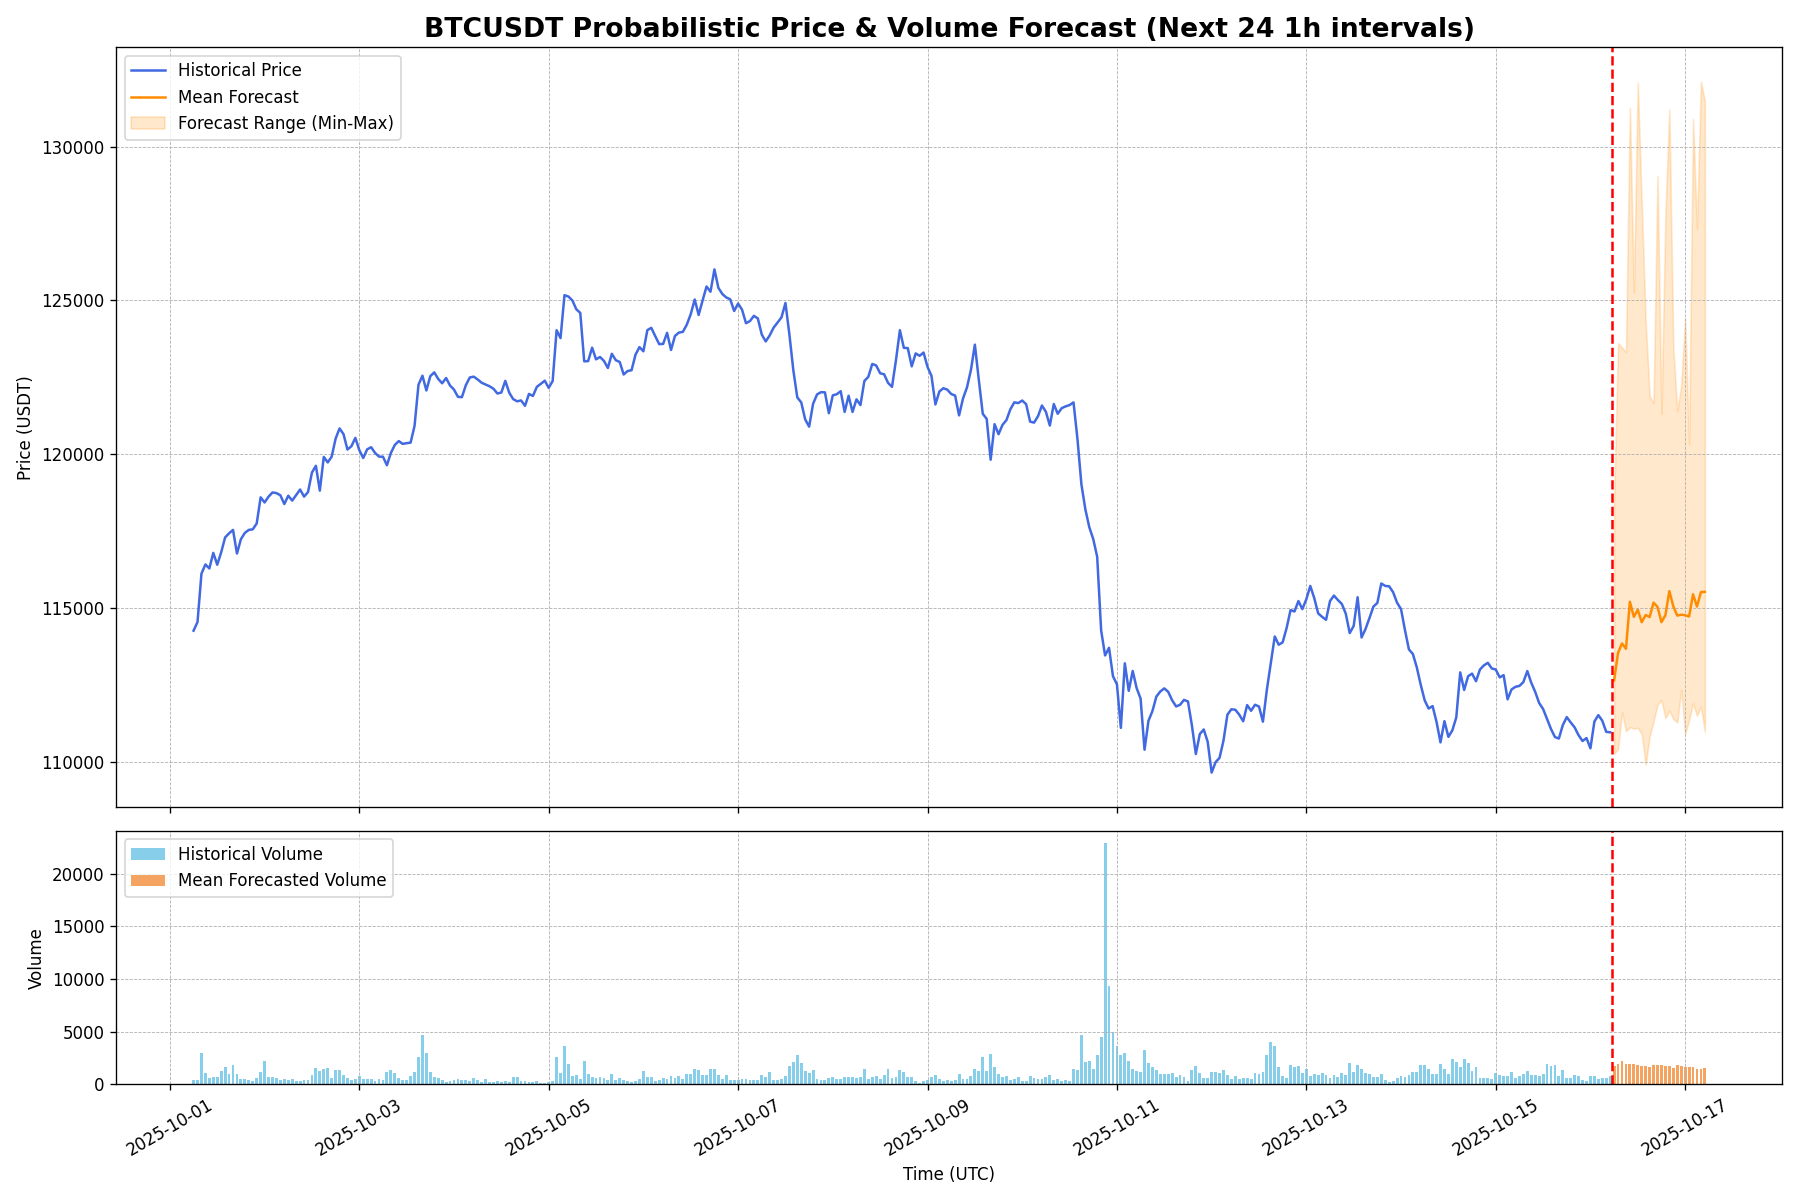 BTCUSDT Probabilistic Price & Volume Forecast (Next 24 1h intervals)
Historical Price
Mean Forecast
Forecast Range (Min-Max)
130000
125000
120000
115000
110000
Price (USDT)
Historical Volume
Mean Forecasted Volume
20000
15000
10000
5000
0
Volume
2025-10-01
2025-10-03
2025-10-05
2025-10-07
2025-10-09
2025-10-11
2025-10-13
2025-10-15
2025-10-17
Time (UTC)